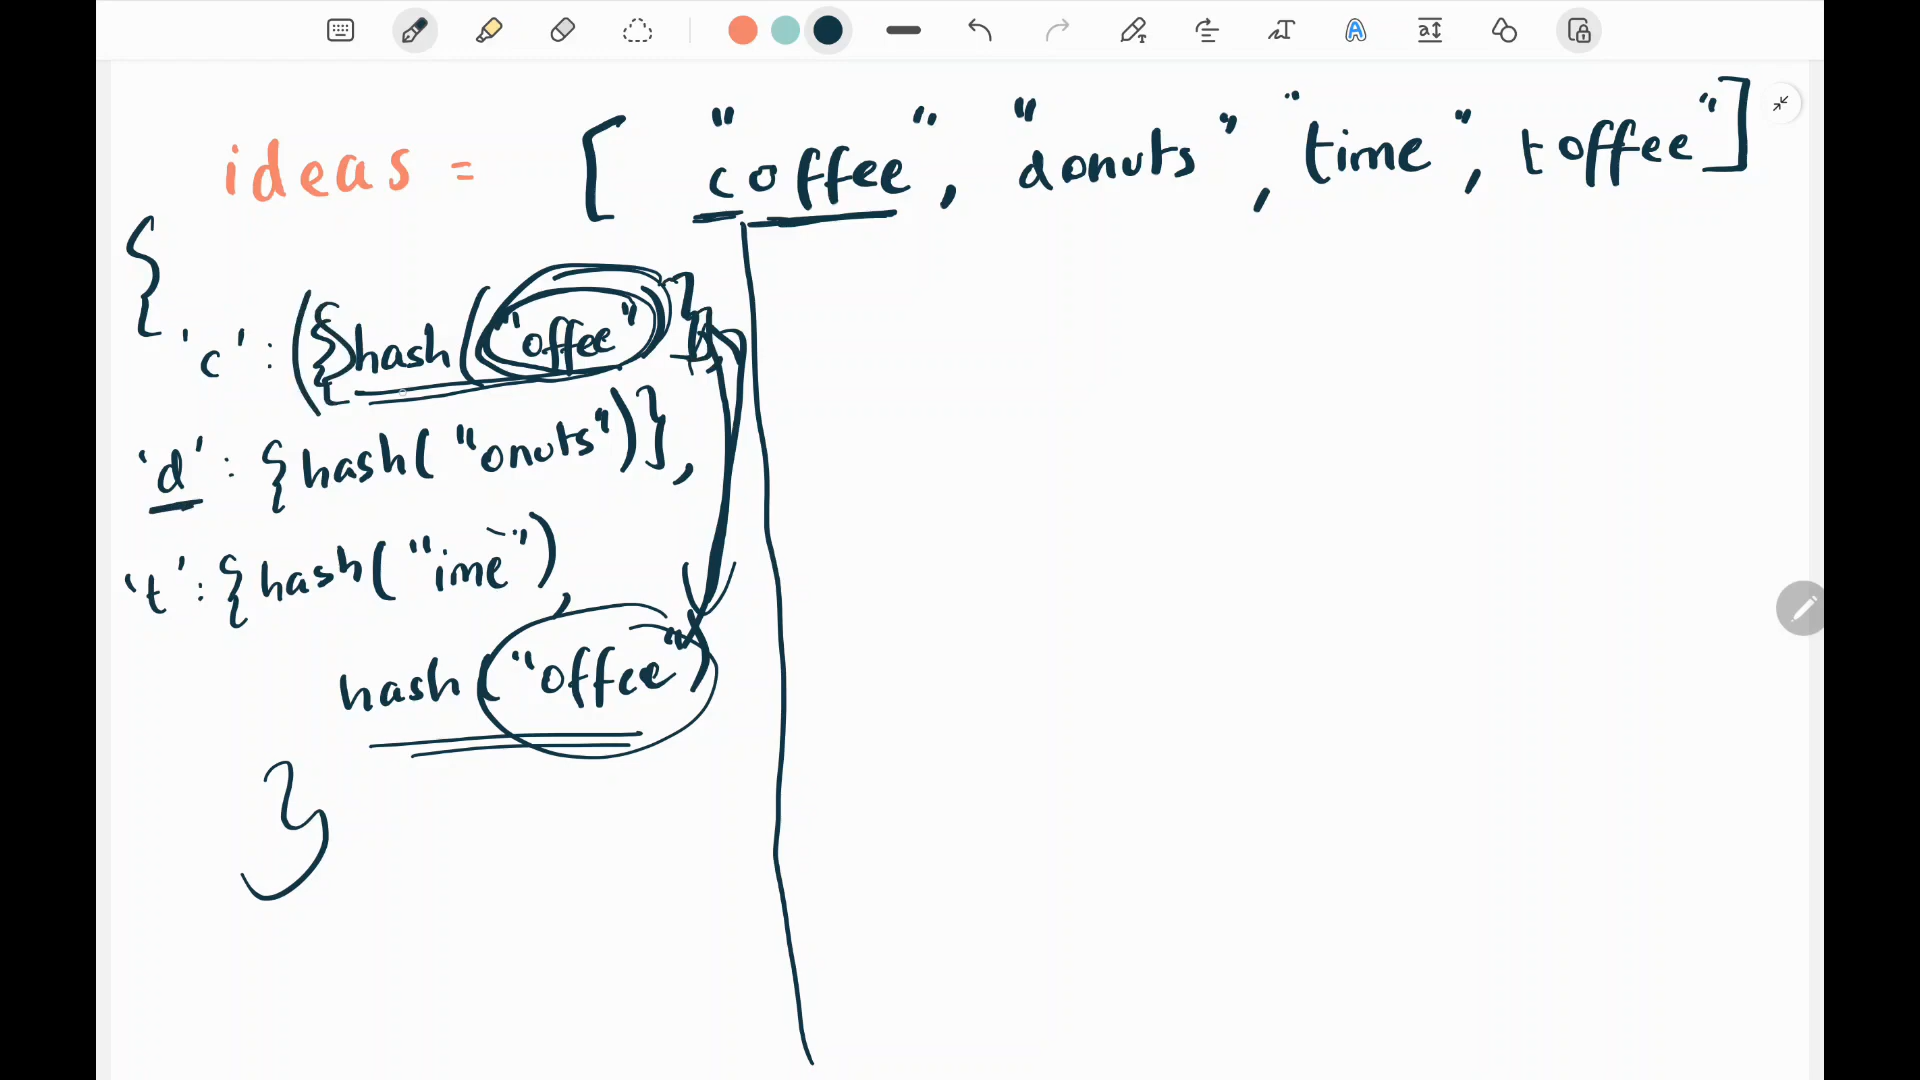 ideas = [ "coffee", "donuts", "time", toffee"]
{
'c': ({hash("offee")}
'd': {hash("onuts")},
't': {hash("ime"),
hash("offee")
}